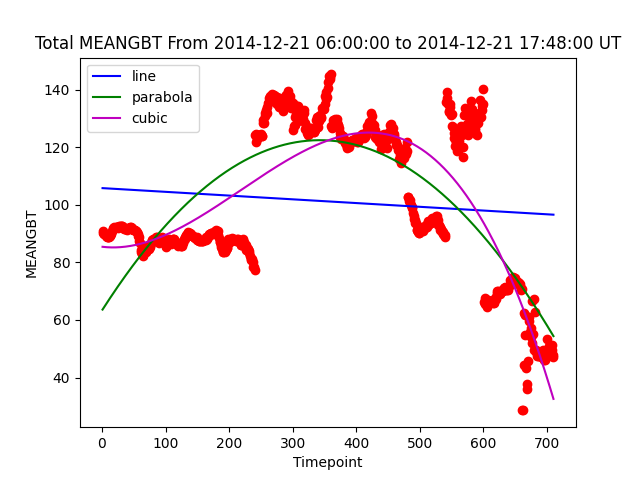 Total MEANGBT From 2014-12-21 06:00:00 to 2014-12-21 17:48:00 UT
line
parabola
cubic
MEANGBT
140
120
100
80
60
40
0 100 200 300 400 500 600 700
Timepoint